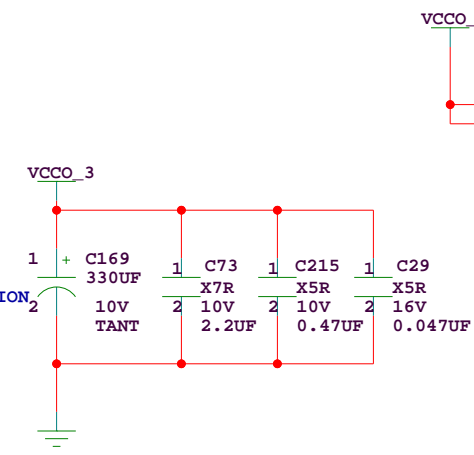 VCCO_
VCCO_3
1 + C169
330UF
ION
2 10V
TANT
1 C73
X7R
2 10V
2.2UF
1 C215
X5R
2 10V
0.47UF
1 C29
X5R
2 16V
0.047UF